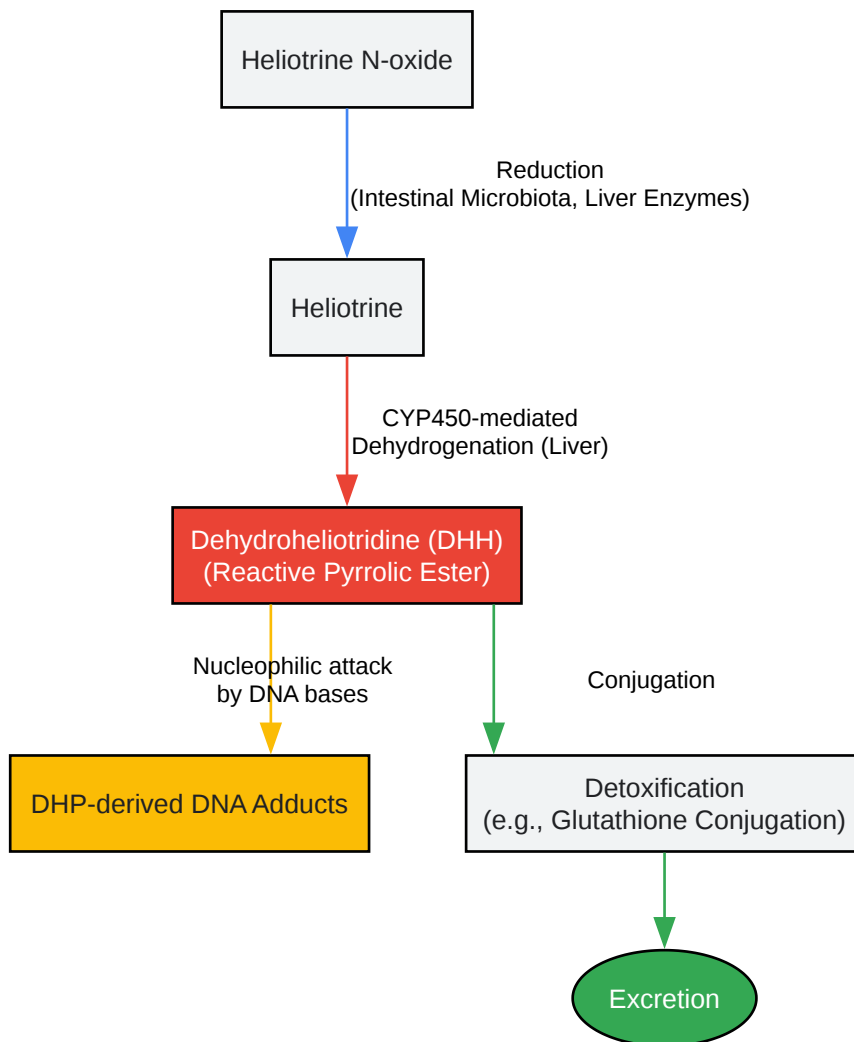 Heliotrine N-oxide
Reduction
(Intestinal Microbiota, Liver Enzymes)
Heliotrine
CYP450-mediated
Dehydrogenation (Liver)
Dehydroheliotridine (DHH)
(Reactive Pyrrolic Ester)
Nucleophilic attack
by DNA bases
Conjugation
DHP-derived DNA Adducts
Detoxification
(e.g., Glutathione Conjugation)
Excretion